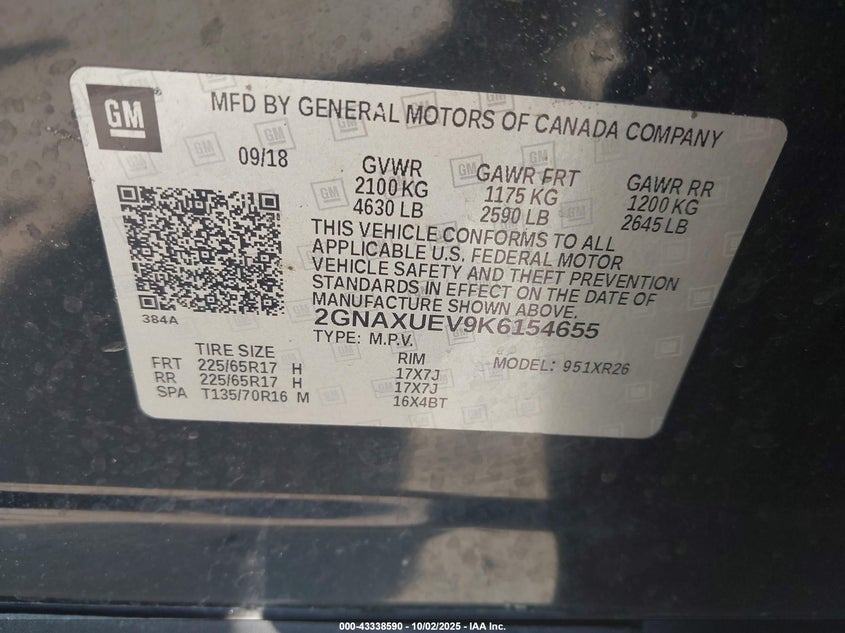 GM
MFD BY GENERAL MOTORS OF CANADA COMPANY
09/18
GVWR
2100 KG
4630 LB
GAWR FRT
1175 KG
2590 LB
GAWR RR
1200 KG
2645 LB
THIS VEHICLE CONFORMS TO ALL
APPLICABLE U.S. FEDERAL MOTOR
VEHICLE SAFETY AND THEFT PREVENTION
STANDARDS IN EFFECT ON THE DATE OF
MANUFACTURE SHOWN ABOVE.
2GNAXUEV9K6154655
TYPE: M.P.V.
MODEL: 951XR26
384A
TIRE SIZE RIM
FRT 225/65R17 H 17X7J
RR 225/65R17 H 17X7J
SPA T135/70R16 M 16X4BT
000-43338590 - 10/02/2025 - IAA Inc.